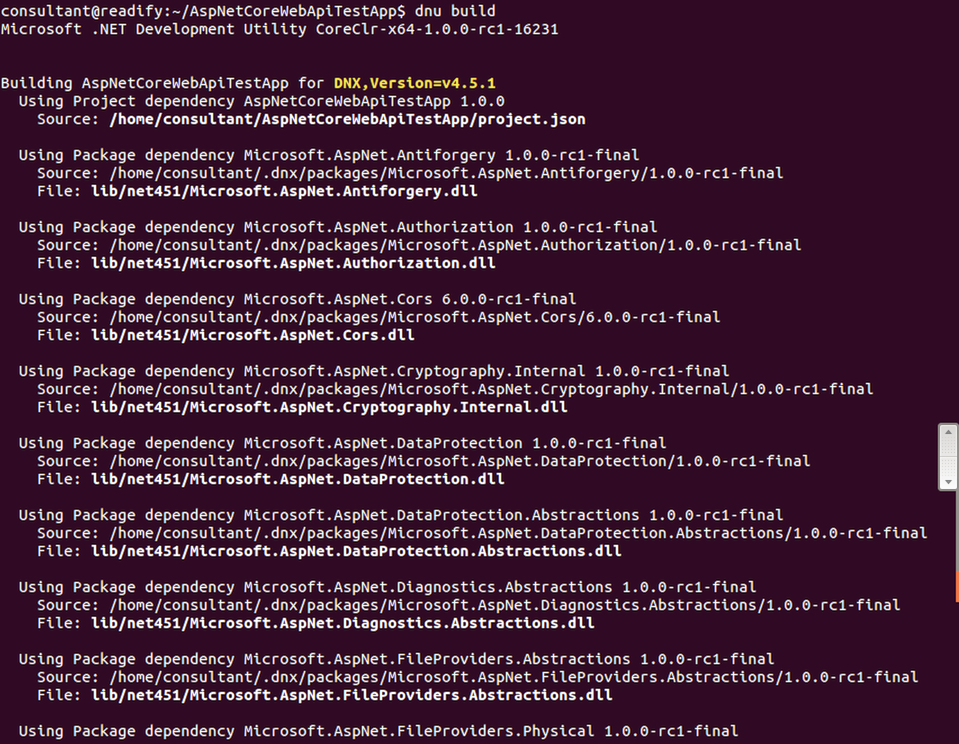 consultant@readify:~/AspNetCoreWebApiTestApp$ dnu build
Microsoft .NET Development Utility CoreClr-x64-1.0.0-rc1-16231
Building AspNetCoreWebApiTestApp for DNX,Version=v4.5.1
Using Project dependency AspNetCoreWebApiTestApp 1.0.0
Source: /home/consultant/AspNetCoreWebApiTestApp/project.json
Using Package dependency Microsoft.AspNet.Antiforgery 1.0.0-rc1-final
Source: /home/consultant/.dnx/packages/Microsoft.AspNet.Antiforgery/1.0.0-rc1-final
File: lib/net451/Microsoft.AspNet.Antiforgery.dll
Using Package dependency Microsoft.AspNet.Authorization 1.0.0-rc1-final
Source: /home/consultant/.dnx/packages/Microsoft.AspNet.Authorization/1.0.0-rc1-final
File: lib/net451/Microsoft.AspNet.Authorization.dll
Using Package dependency Microsoft.AspNet.Cors 6.0.0-rc1-final
Source: /home/consultant/.dnx/packages/Microsoft.AspNet.Cors/6.0.0-rc1-final
File: lib/net451/Microsoft.AspNet.Cors.dll
Using Package dependency Microsoft.AspNet.Cryptography.Internal 1.0.0-rc1-final
Source: /home/consultant/.dnx/packages/Microsoft.AspNet.Cryptography.Internal/1.0.0-rc1-final
File: lib/net451/Microsoft.AspNet.Cryptography.Internal.dll
Using Package dependency Microsoft.AspNet.DataProtection 1.0.0-rc1-final
Source: /home/consultant/.dnx/packages/Microsoft.AspNet.DataProtection/1.0.0-rc1-final
File: lib/net451/Microsoft.AspNet.DataProtection.dll
Using Package dependency Microsoft.AspNet.DataProtection.Abstractions 1.0.0-rc1-final
Source: /home/consultant/.dnx/packages/Microsoft.AspNet.DataProtection.Abstractions/1.0.0-rc1-final
File: lib/net451/Microsoft.AspNet.DataProtection.Abstractions.dll
Using Package dependency Microsoft.AspNet.Diagnostics.Abstractions 1.0.0-rc1-final
Source: /home/consultant/.dnx/packages/Microsoft.AspNet.Diagnostics.Abstractions/1.0.0-rc1-final
File: lib/net451/Microsoft.AspNet.Diagnostics.Abstractions.dll
Using Package dependency Microsoft.AspNet.FileProviders.Abstractions 1.0.0-rc1-final
Source: /home/consultant/.dnx/packages/Microsoft.AspNet.FileProviders.Abstractions/1.0.0-rc1-final
File: lib/net451/Microsoft.AspNet.FileProviders.Abstractions.dll
Using Package dependency Microsoft.AspNet.FileProviders.Physical 1.0.0-rc1-final